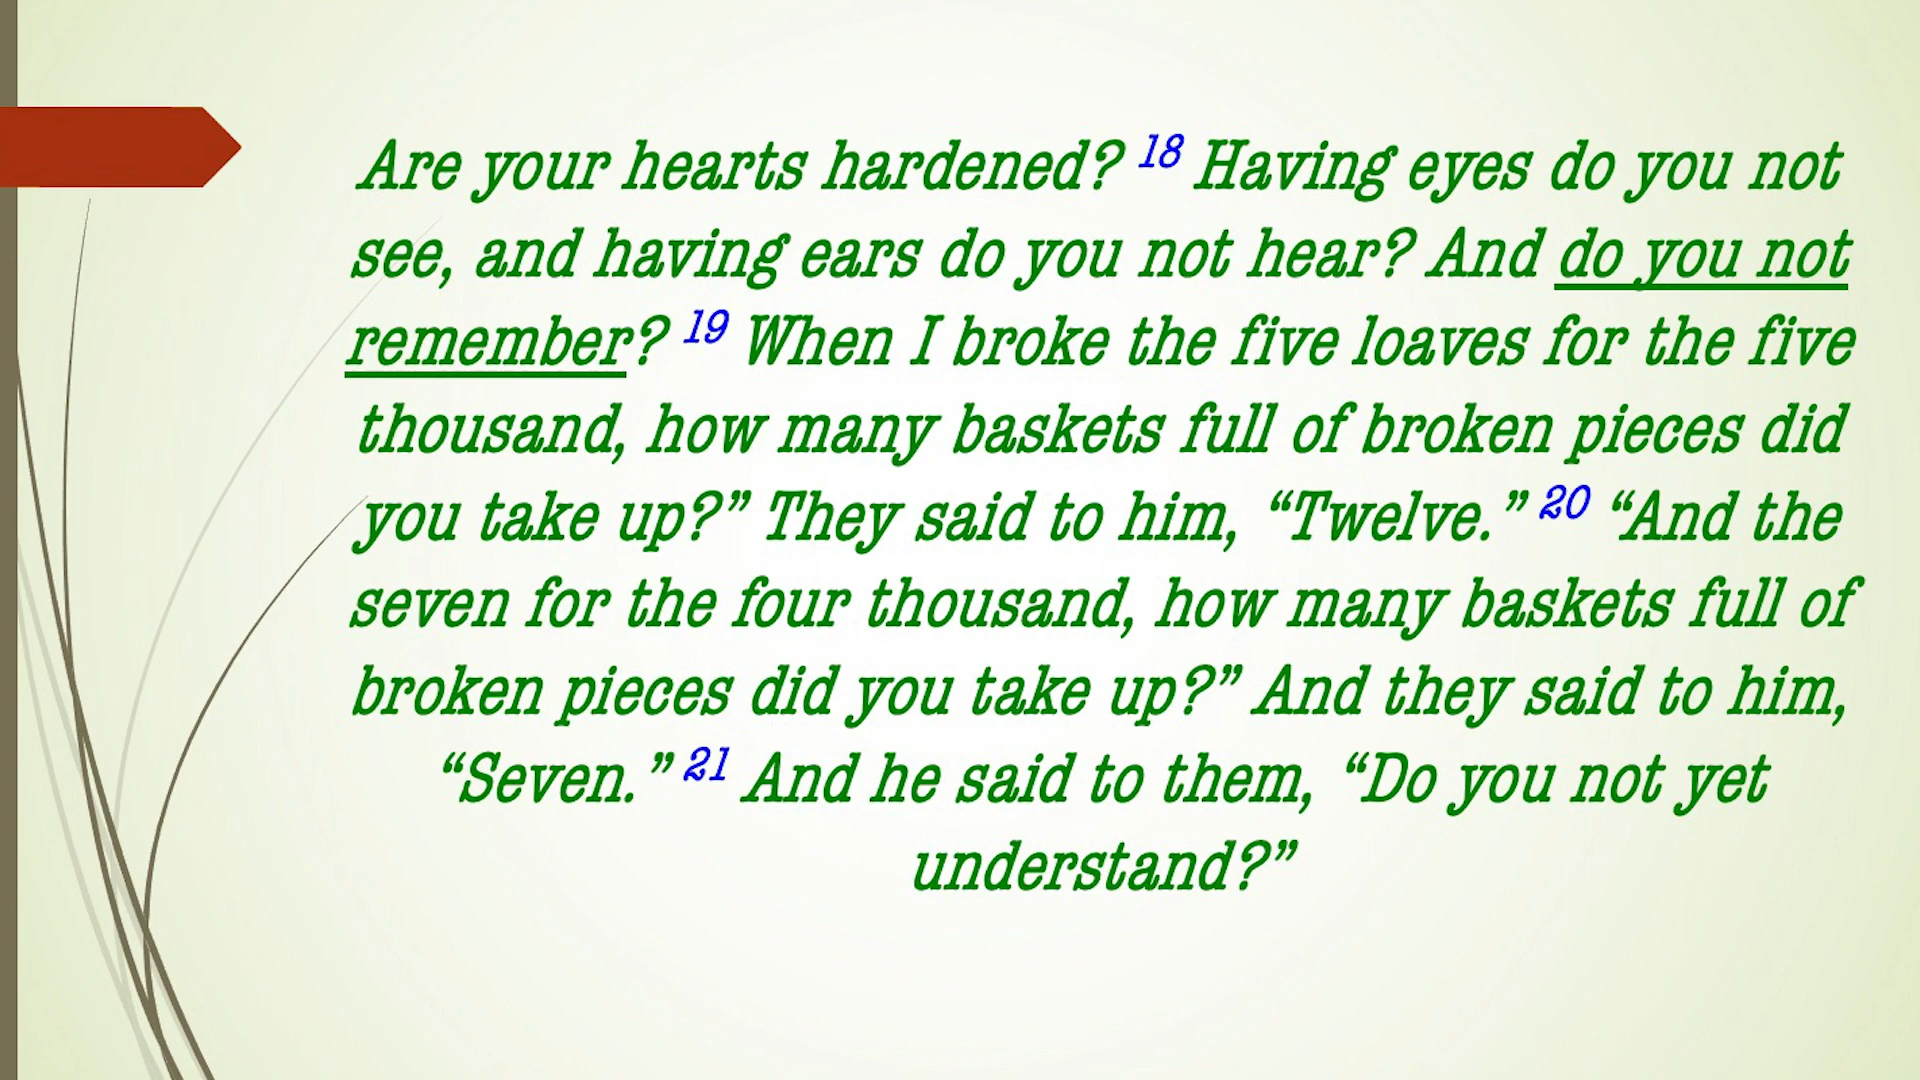 Are your hearts hardened? 18 Having eyes do you not
see, and having ears do you not hear? And do you not
remember? 19 When I broke the five loaves for the five
thousand, how many baskets full of broken pieces did
you take up?” They said to him, “Twelve.” 20 “And the
seven for the four thousand, how many baskets full of
broken pieces did you take up?” And they said to him,
“Seven.” 21 And he said to them, “Do you not yet
understand?”